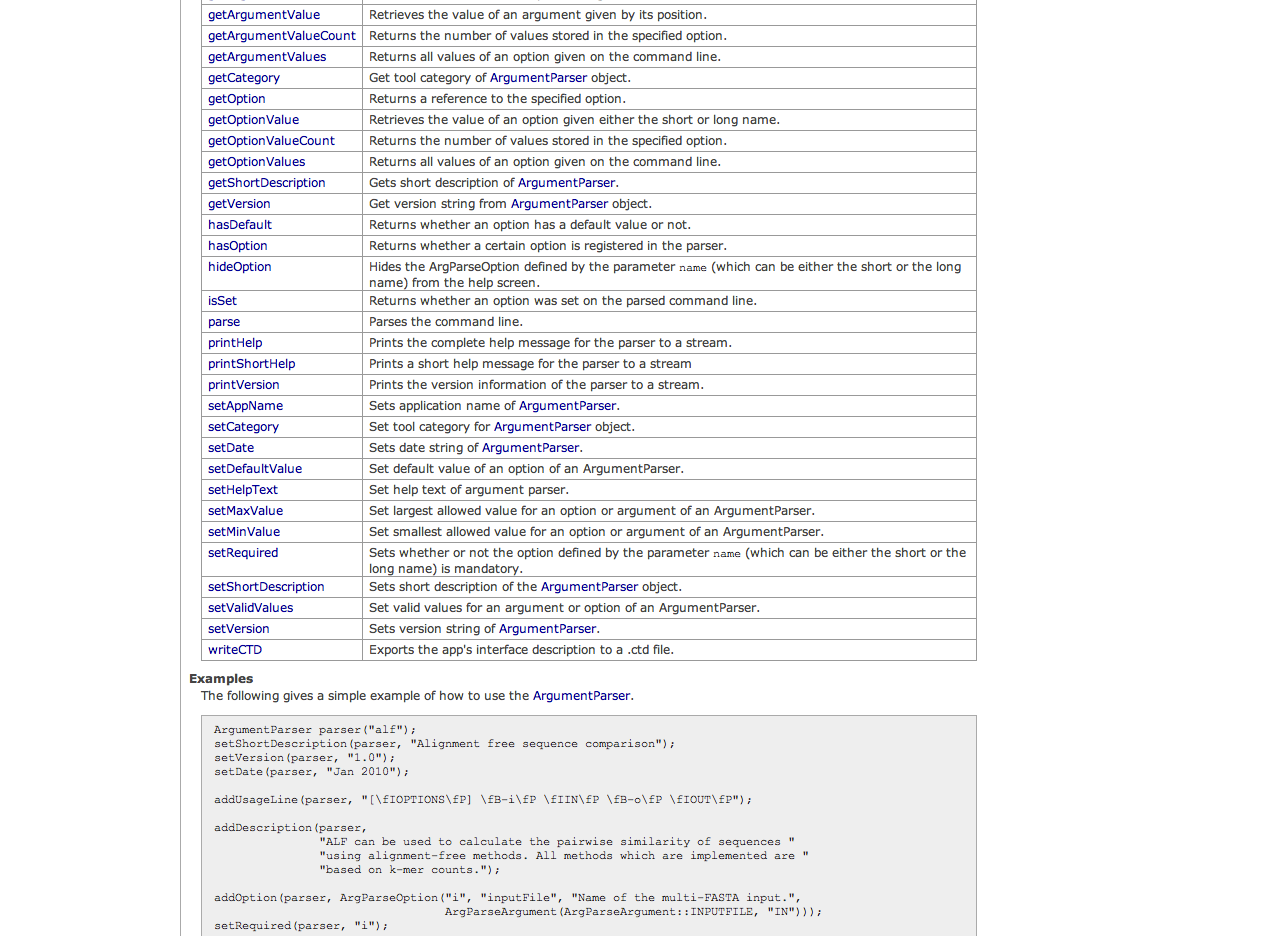 getArgumentValue Retrieves the value of an argument given by its position.
getArgumentValueCount Returns the number of values stored in the specified option.
getArgumentValues Returns all values of an option given on the command line.
getCategory Get tool category of ArgumentParser object.
getOption Returns a reference to the specified option.
getOptionValue Retrieves the value of an option given either the short or long name.
getOptionValueCount Returns the number of values stored in the specified option.
getOptionValues Returns all values of an option given on the command line.
getShortDescription Gets short description of ArgumentParser.
getVersion Get version string from ArgumentParser object.
hasDefault Returns whether an option has a default value or not.
hasOption Returns whether a certain option is registered in the parser.
hideOption Hides the ArgParseOption defined by the parameter name (which can be either the short or the long
name) from the help screen.
isSet Returns whether an option was set on the parsed command line.
parse Parses the command line.
printHelp Prints the complete help message for the parser to a stream.
printShortHelp Prints a short help message for the parser to a stream
printVersion Prints the version information of the parser to a stream.
setAppName Sets application name of ArgumentParser.
setCategory Set tool category for ArgumentParser object.
setDate Sets date string of ArgumentParser.
setDefaultValue Set default value of an option of an ArgumentParser.
setHelpText Set help text of argument parser.
setMaxValue Set largest allowed value for an option or argument of an ArgumentParser.
setMinValue Set smallest allowed value for an option or argument of an ArgumentParser.
setRequired Sets whether or not the option defined by the parameter name (which can be either the short or the
long name) is mandatory.
setShortDescription Sets short description of the ArgumentParser object.
setValidValues Set valid values for an argument or option of an ArgumentParser.
setVersion Sets version string of ArgumentParser.
writeCTD Exports the app's interface description to a .ctd file.
Examples
The following gives a simple example of how to use the ArgumentParser.
ArgumentParser parser("alf");
setShortDescription(parser, "Alignment free sequence comparison");
setVersion(parser, "1.0");
setDate(parser, "Jan 2010");
addUsageLine(parser, "[\fIOPTIONS\fP] \fB-i\fP \fIIN\fP \fB-o\fP \fIOUT\fP");
addDescription(parser,
"ALF can be used to calculate the pairwise similarity of sequences "
"using alignment-free methods. All methods which are implemented are "
"based on k-mer counts.");
addOption(parser, ArgParseOption("i", "inputFile", "Name of the multi-FASTA input.",
ArgParseArgument(ArgParseArgument::INPUTFILE, "IN")));
setRequired(parser, "i");